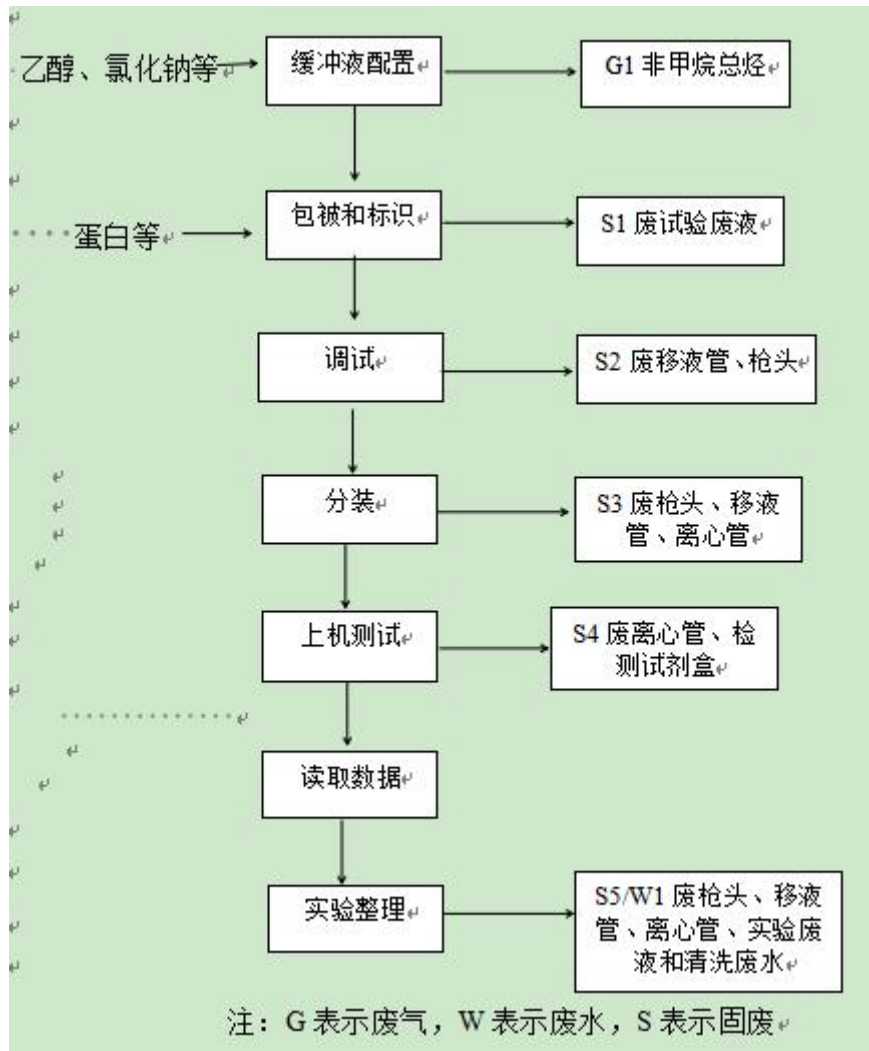 乙醇、氯化钠等
缓冲液配置
G1 非甲烷总烃
蛋白等
包被和标识
S1 废试验废液
调试
S2 废移液管、枪头
分装
S3 废枪头、移液
管、离心管
上机测试
S4 废离心管、检
测试剂盒
读取数据
实验整理
S5/W1 废枪头、移液
管、离心管、实验废
液和清洗废水
注：G 表示废气，W 表示废水，S 表示固废